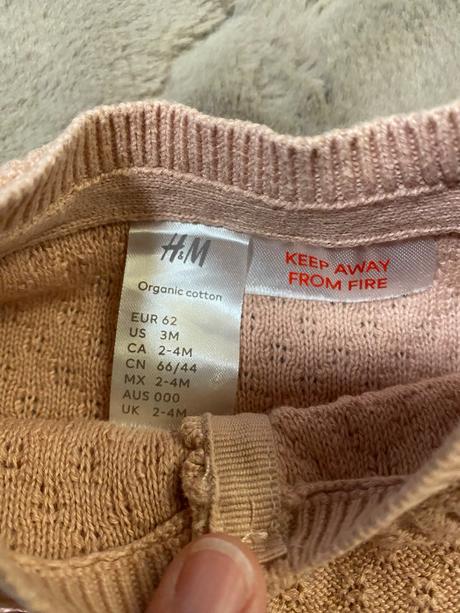 H&M
Organic cotton
EUR 62
US 3M
CA 2-4M
CN 66/44
MX 2-4M
AUS 000
UK 2-4M
KEEP AWAY
FROM FIRE